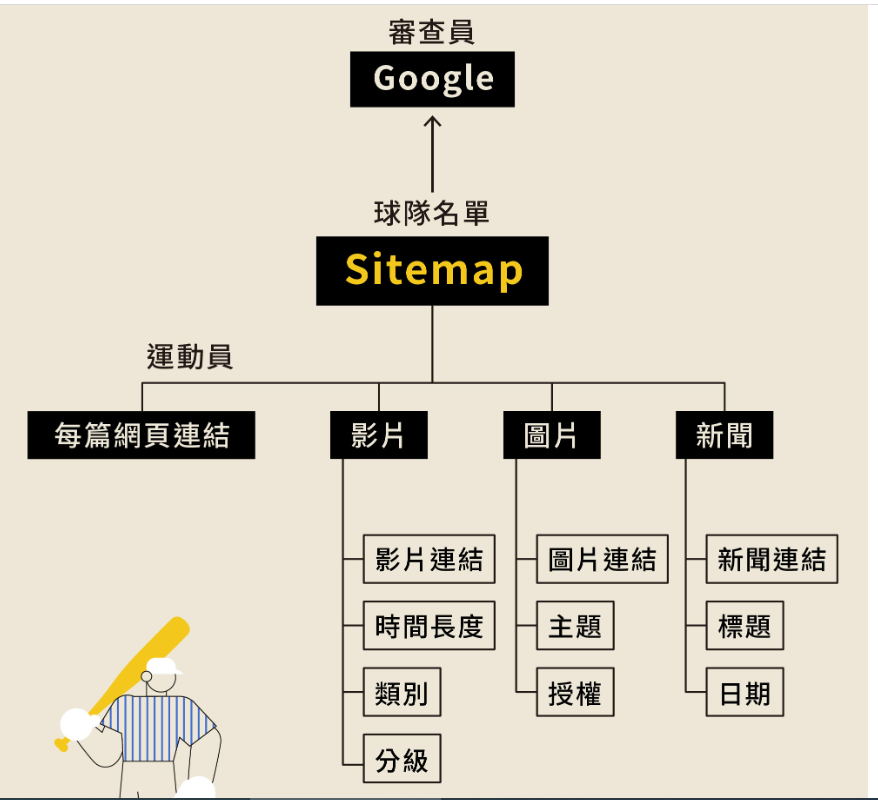 審查員
Google
球隊名單
Sitemap
運動員
每篇網頁連結
影片
圖片
新聞
影片連結
時間長度
類別
分級
圖片連結
主題
授權
新聞連結
標題
日期